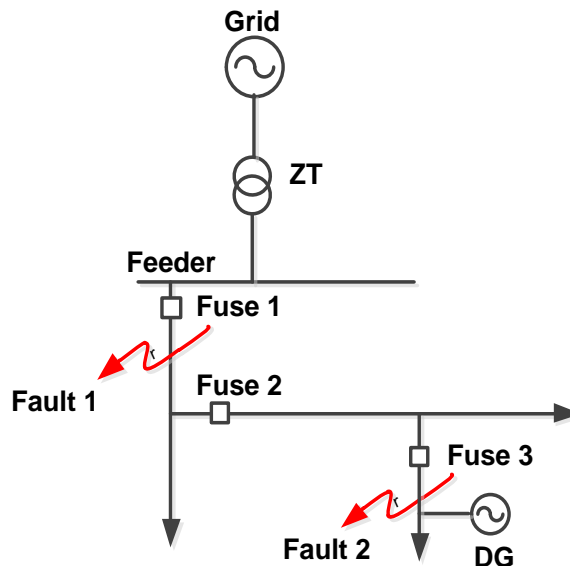 Grid
ZT
Feeder
Fuse 1
r
Fault 1
Fuse 2
Fuse 3
r
Fault 2
DG